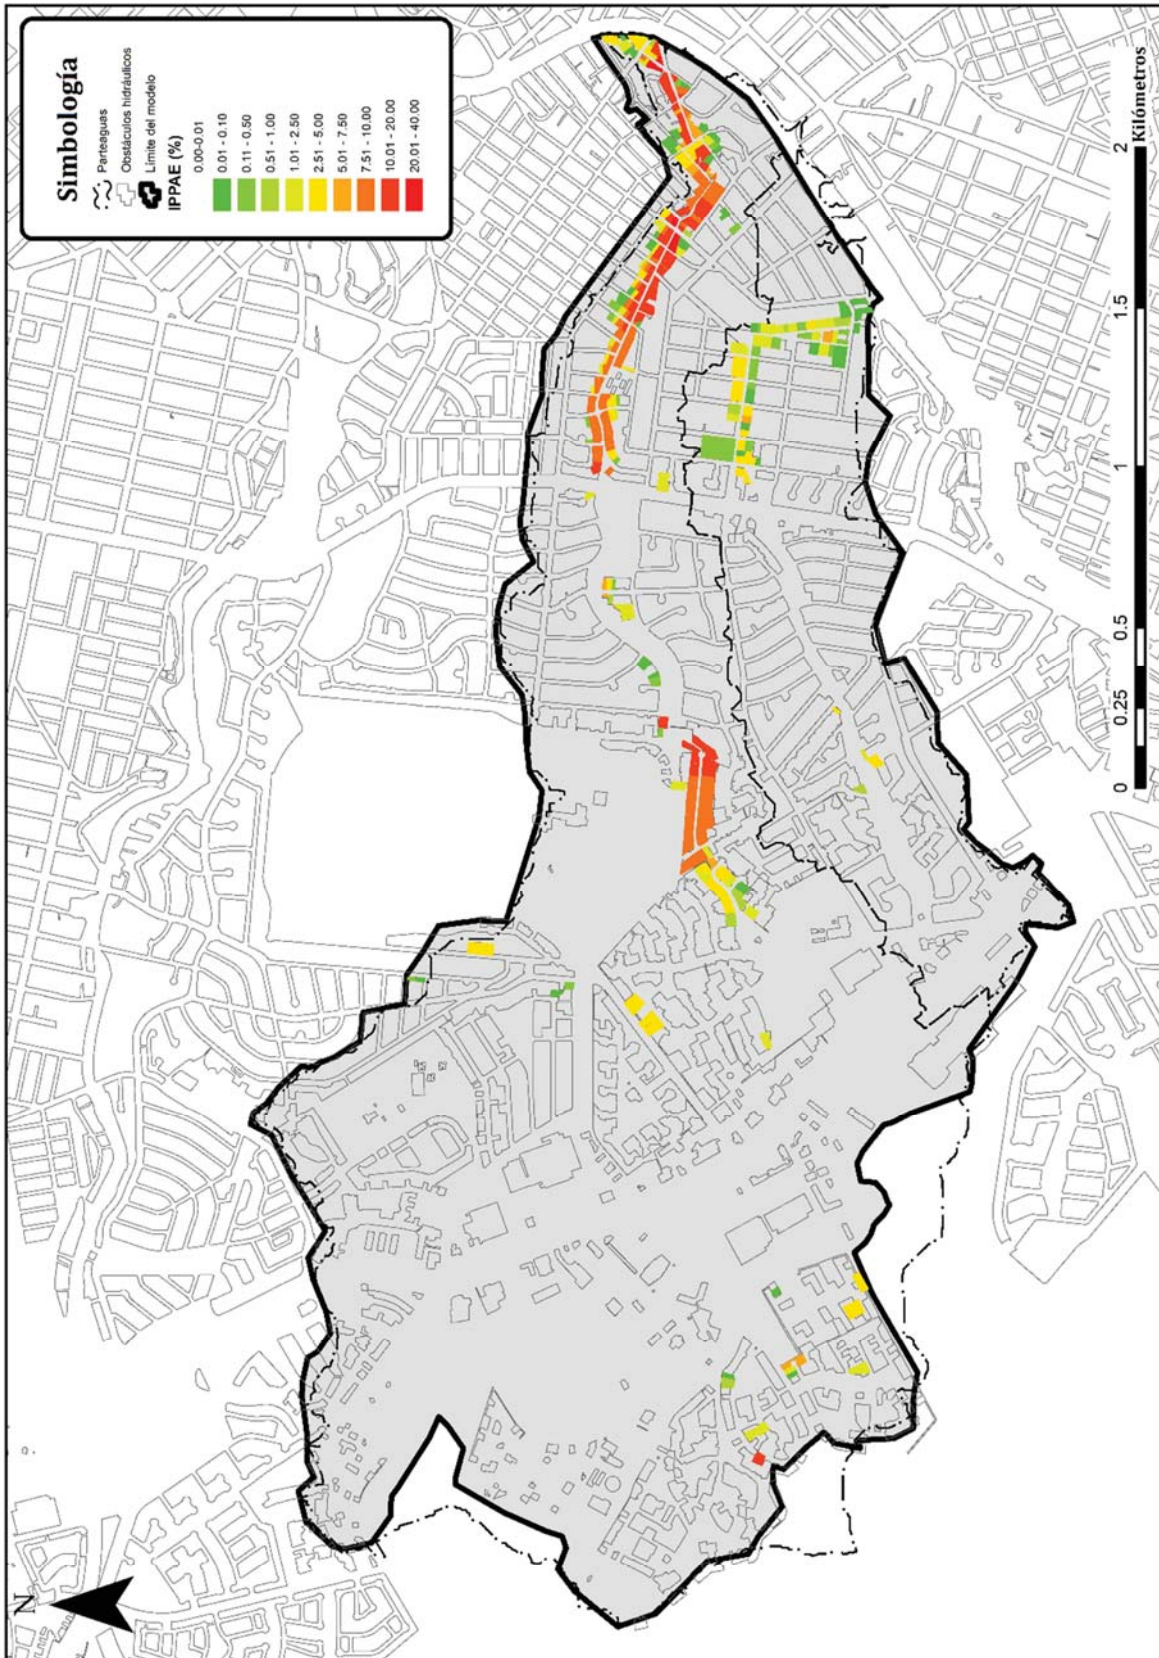 Simbología
Parteaguas
Obstáculos hidráulicos
Límite del modelo
IPPAE (%)
0.00-0.01
0.01 - 0.10
0.11 - 0.50
0.51 - 1.00
1.01 - 2.50
2.51 - 5.00
5.01 - 7.50
7.51 - 10.00
10.01 - 20.00
20.01 - 40.00
N
0 0.25 0.5 1 1.5 2
Kilómetros